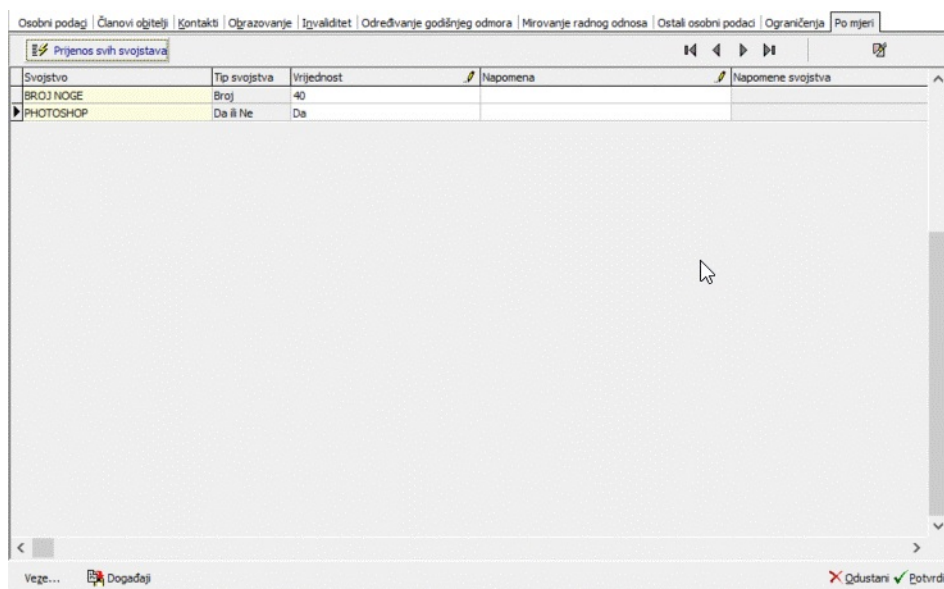 Osobni podaci Članovi obitelji Kontakti Obrazovanje Invaliditet Određivanje godišnjeg odmora Mirovanje radnog odnosa Ostali osobni podaci Ograničenja Po mjeri
Prijenos svih svojstava
Svojstvo Tip svojstva Vrijednost Napomena Napomene svojstva
BROJ NOGE Broj 40
PHOTOSHOP Da ili Ne Da
Veze... Događaji Odustani Potvrdi